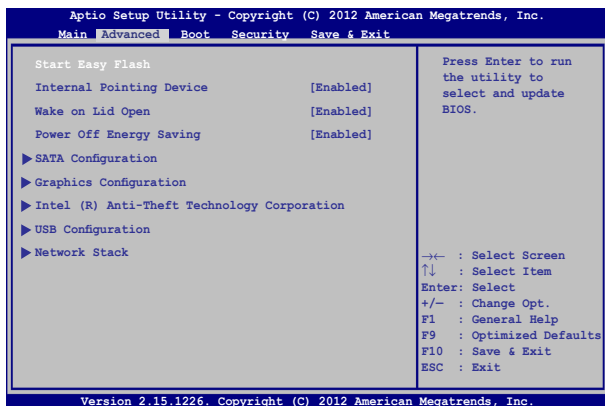 Aptio Setup Utility - Copyright (C) 2012 American Megatrends, Inc.
Main Advanced Boot Security Save & Exit
Start Easy Flash
Internal Pointing Device [Enabled]
Wake on Lid Open [Enabled]
Power Off Energy Saving [Enabled]
▶ SATA Configuration
▶ Graphics Configuration
▶ Intel (R) Anti-Theft Technology Corporation
▶ USB Configuration
▶ Network Stack
Press Enter to run
the utility to
select and update
BIOS.
→← : Select Screen
↑↓ : Select Item
Enter: Select
+/— : Change Opt.
F1 : General Help
F9 : Optimized Defaults
F10 : Save & Exit
ESC : Exit
Version 2.15.1226. Copyright (C) 2012 American Megatrends, Inc.